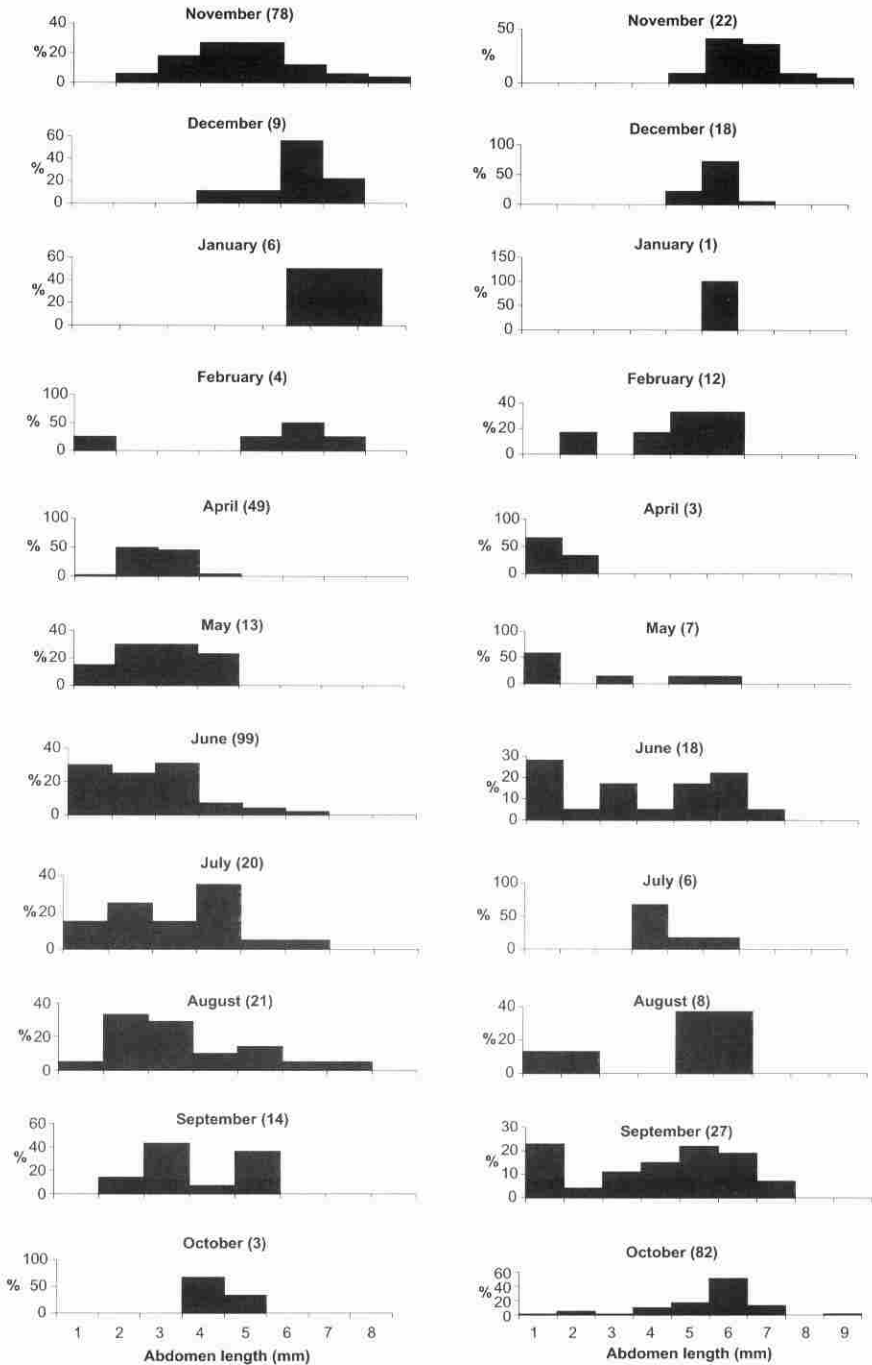 November (78)
40
% 20
0
November (22)
50
%
0
December (9)
60
40
%
20
0
December (18)
100
%
50
0
January (6)
60
40
%
20
0
January (1)
150
100
%
50
0
February (4)
100
% 50
0
February (12)
40
%20
0
April (49)
100
% 50
0
April (3)
100
% 50
0
May (13)
40
%20
0
May (7)
100
% 50
0
June (99)
40
%20
0
June (18)
30
% 20
10
0
July (20)
40
%20
0
July (6)
100
% 50
0
August (21)
40
% 20
0
August (8)
40
% 20
0
September (14)
60
% 40
20
0
September (27)
30
% 20
10
0
October (3)
100
% 50
0
1 2 3 4 5 6 7 8
Abdomen length (mm)
October (82)
60
% 40
20
0
1 2 3 4 5 6 7 8 9
Abdomen length (mm)